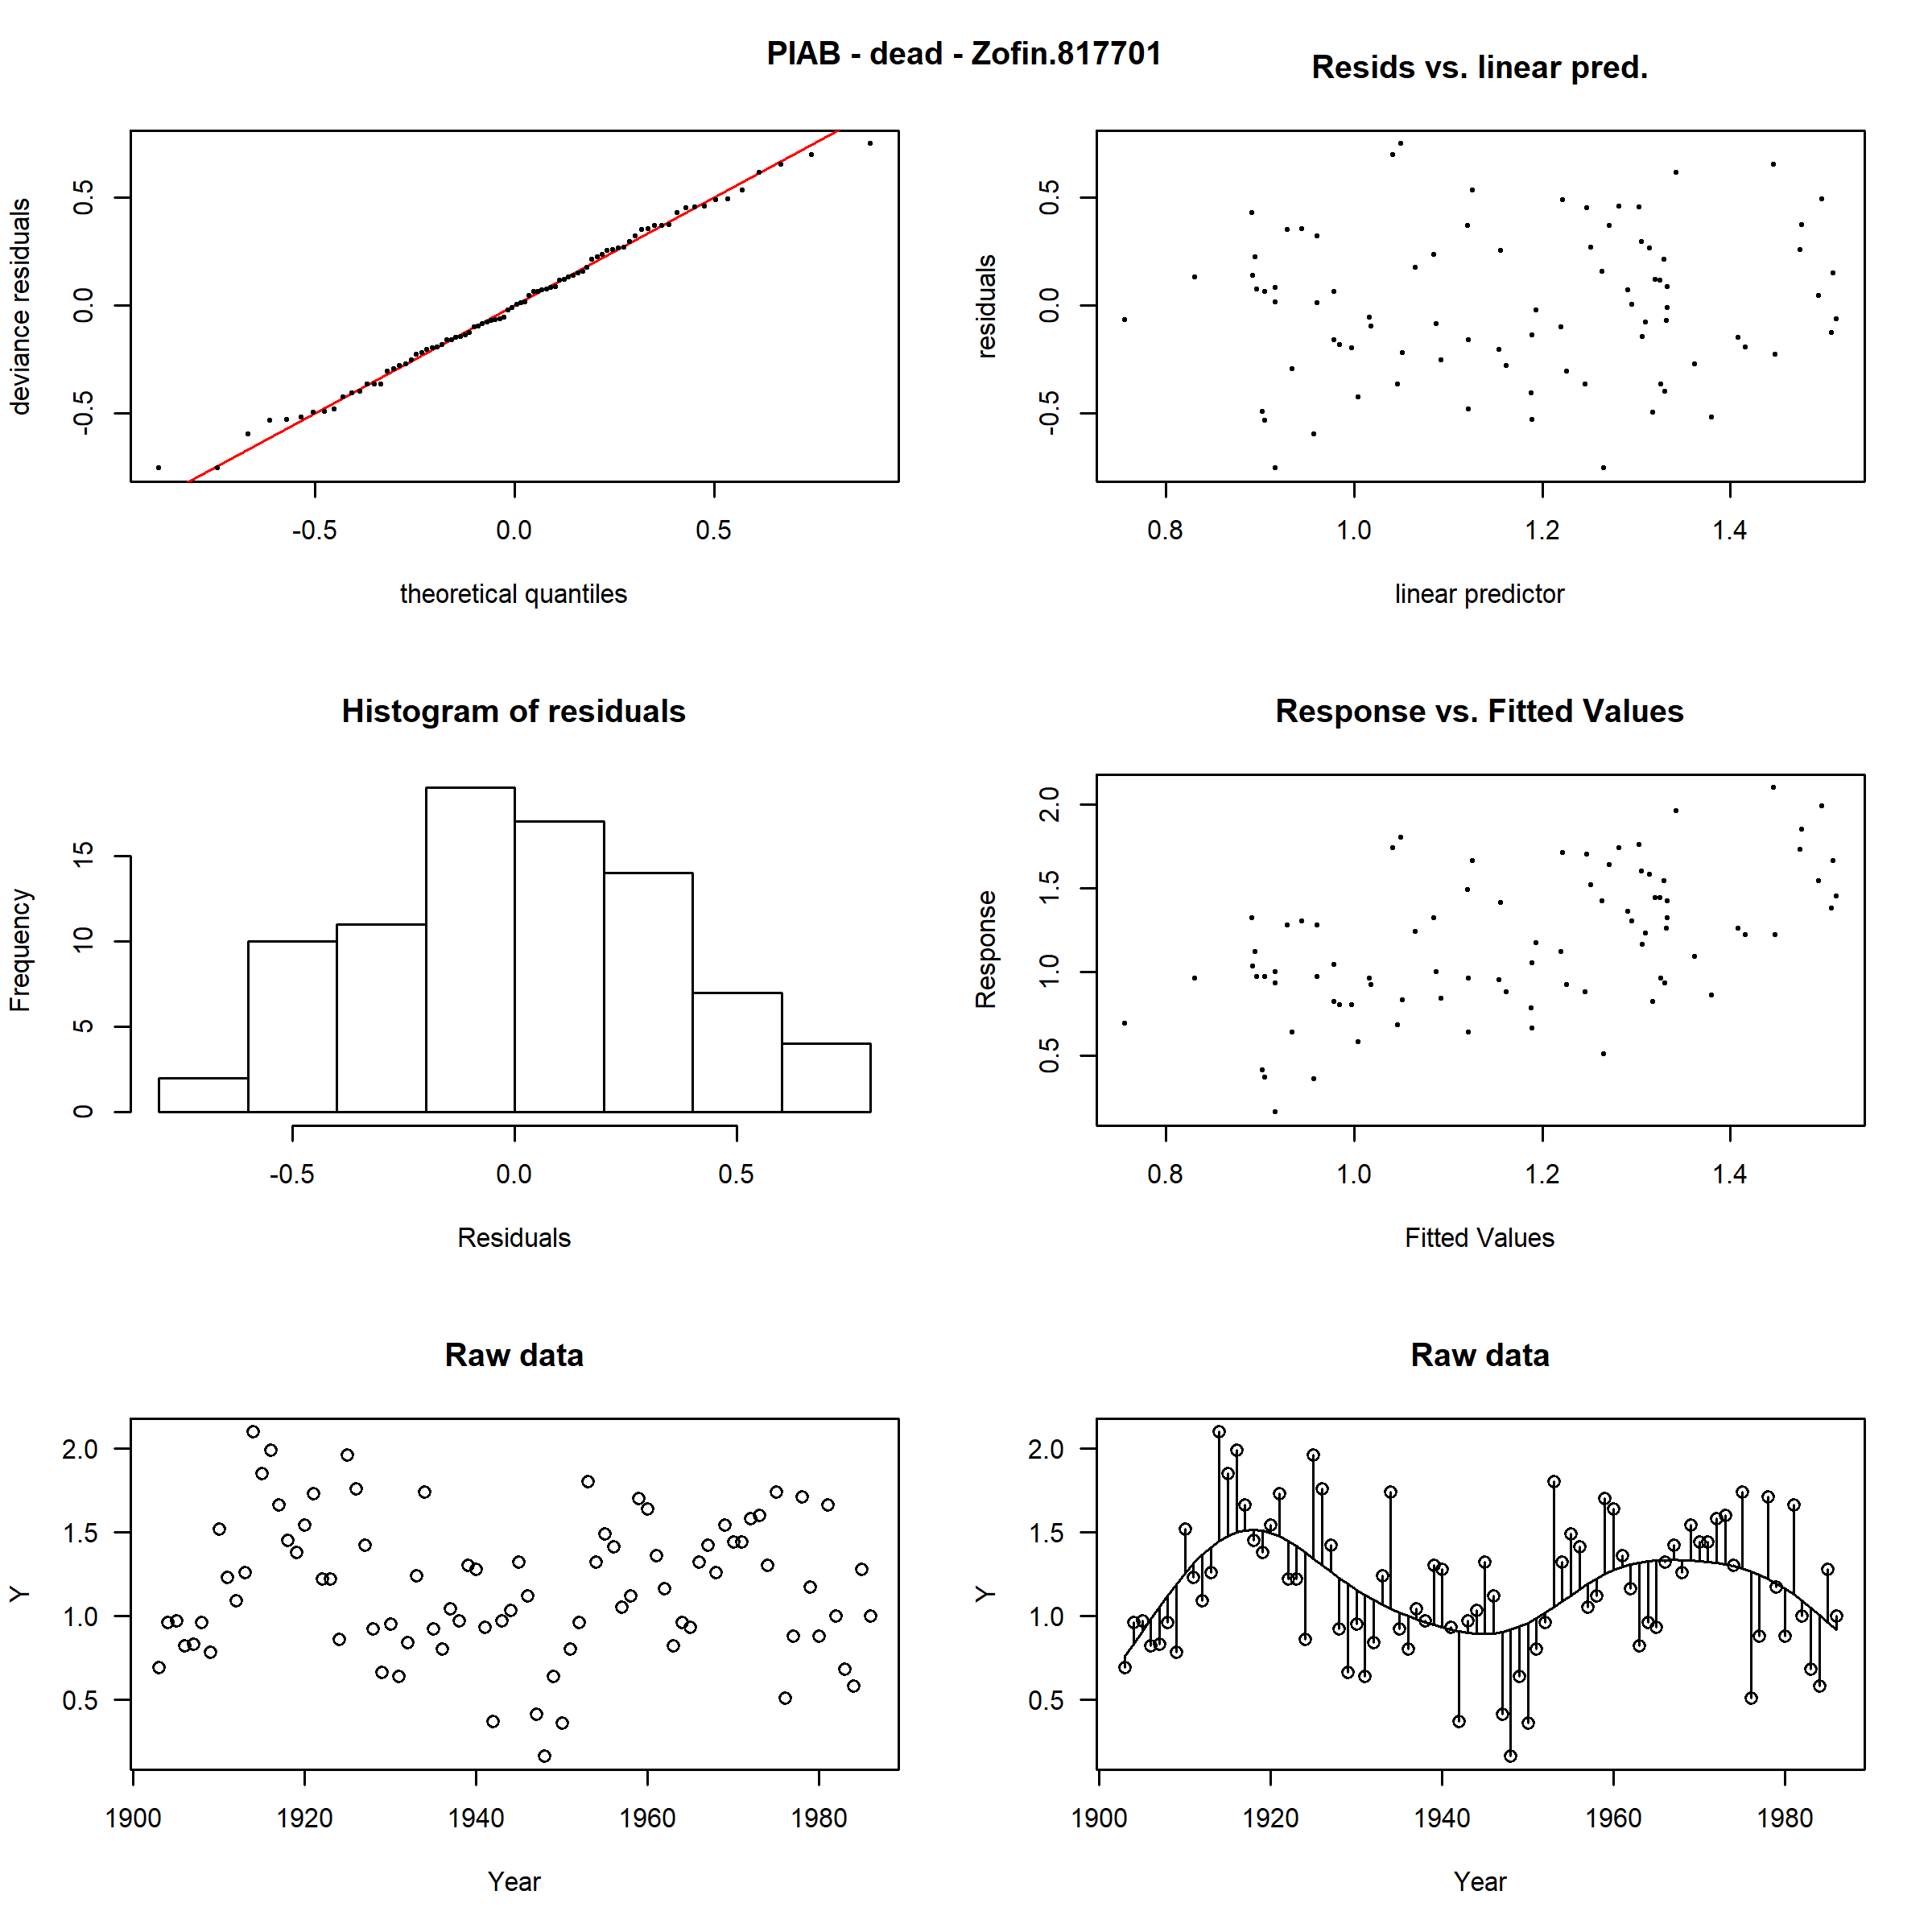 PIAB - dead - Zofin.817701
Resids vs. linear pred.
deviance residuals
-0.5 0.0 0.5
-0.5 0.0 0.5
theoretical quantiles
residuals
-0.5 0.0 0.5
0.8 1.0 1.2 1.4
linear predictor
Histogram of residuals
Frequency
0 5 10 15
-0.5 0.0 0.5
Residuals
Response vs. Fitted Values
Response
0.5 1.0 1.5 2.0
0.8 1.0 1.2 1.4
Fitted Values
Raw data
Y
2.0
1.5
1.0
0.5
1900 1920 1940 1960 1980
Year
Raw data
Y
2.0
1.5
1.0
0.5
1900 1920 1940 1960 1980
Year